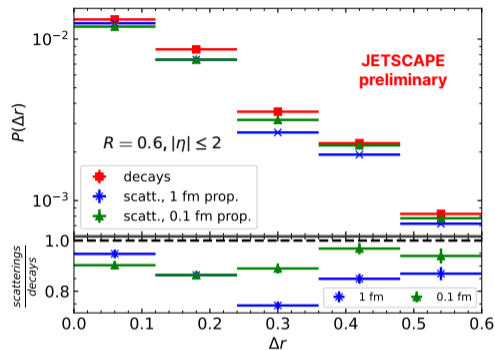 10⁻²
JETSCAPE
preliminary
P(Δr)
R = 0.6, |η| ≤ 2
decays
scatt., 1 fm prop.
scatt., 0.1 fm prop.
10⁻³
1.0
scatterings
decays
0.8
1 fm 0.1 fm
0.0 0.1 0.2 0.3 0.4 0.5 0.6
Δr